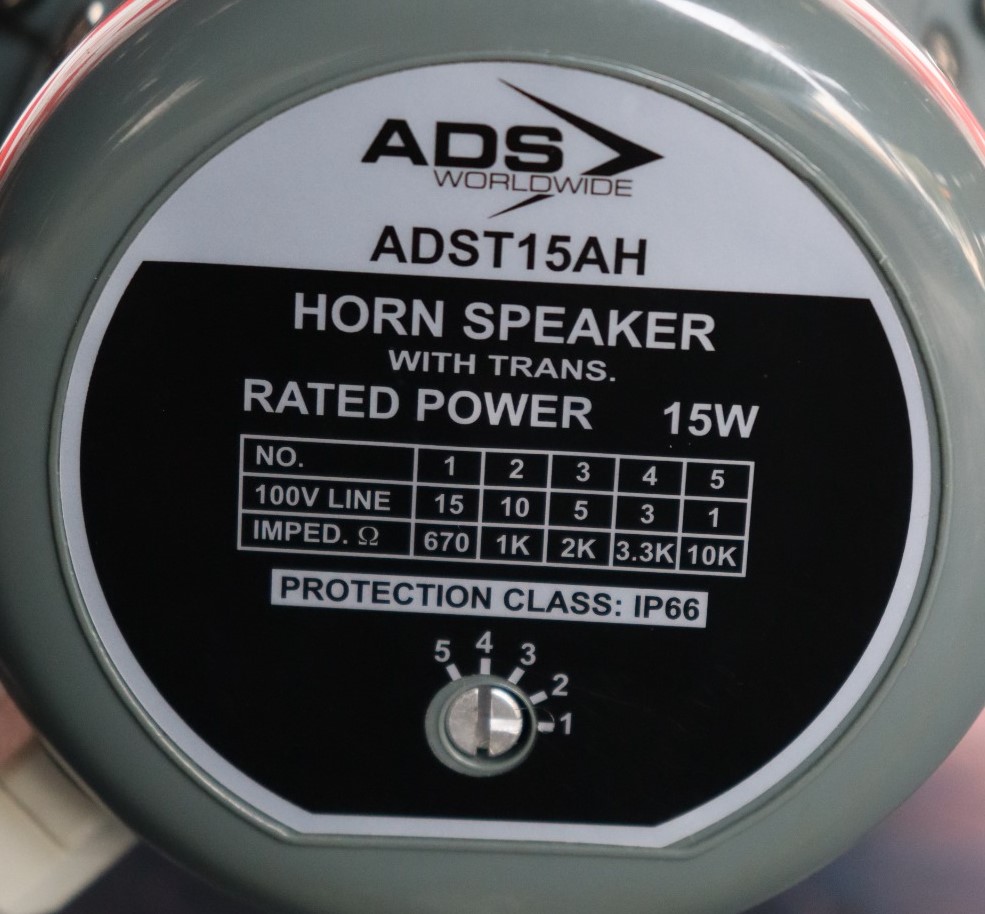 ADS
WORLDWIDE
ADST15AH
HORN SPEAKER
WITH TRANS.
RATED POWER 15W
NO. 1 2 3 4 5
100V LINE 15 10 5 3 1
IMPED. Ω 670 1K 2K 3.3K 10K
PROTECTION CLASS: IP66
5 4 3 2 1